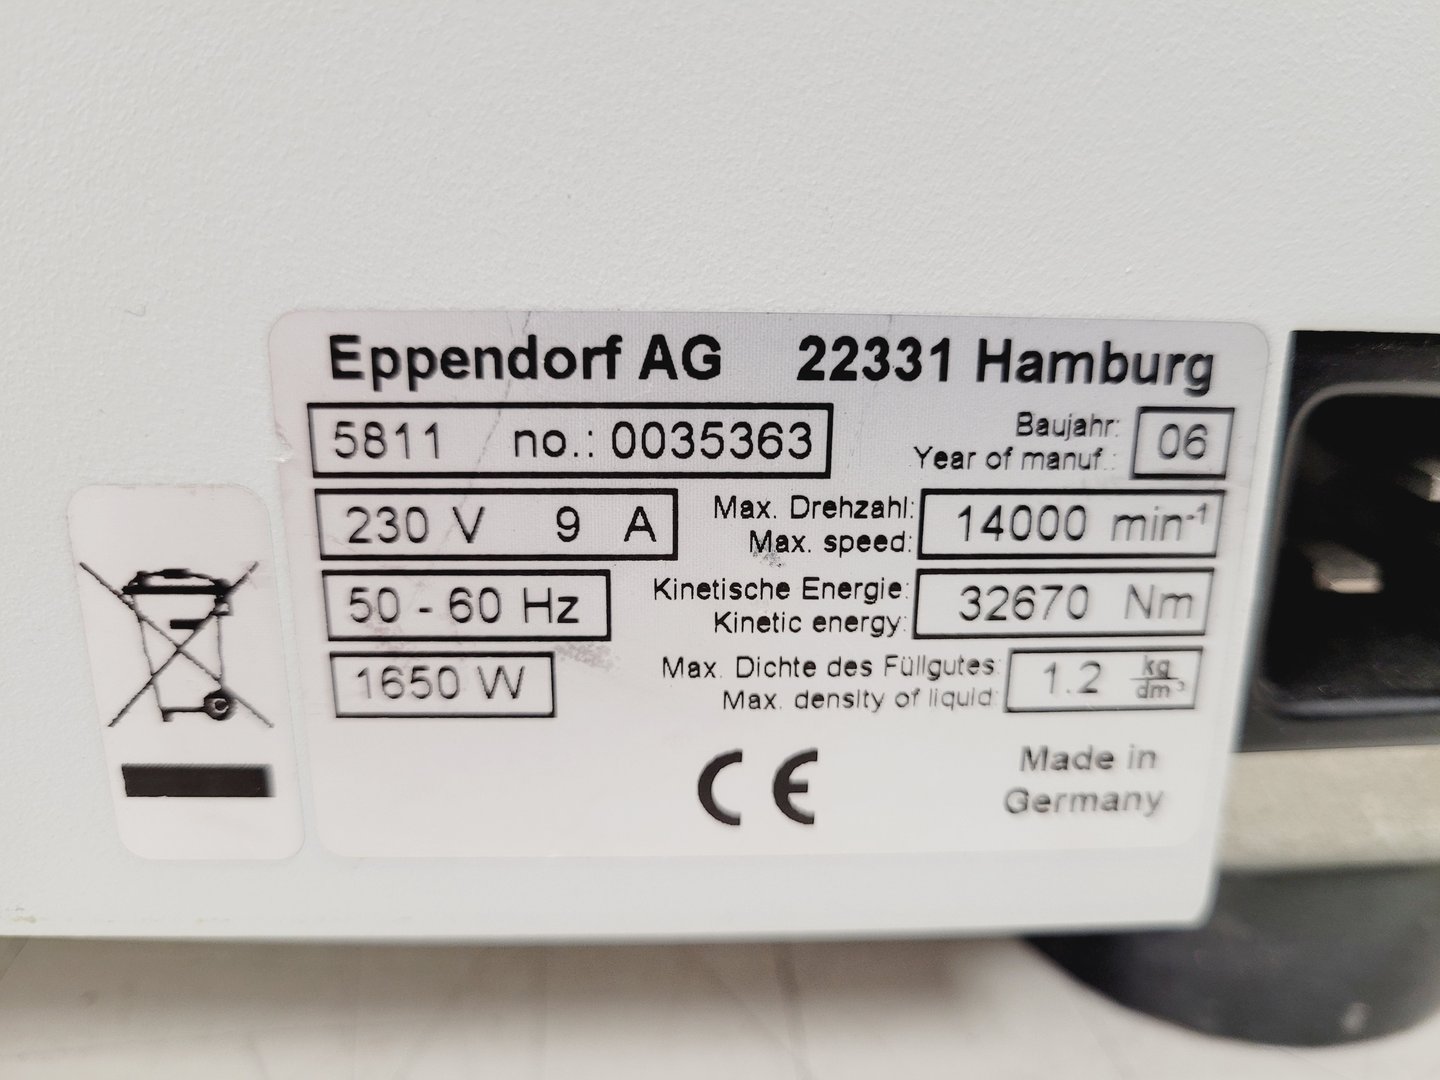 Eppendorf AG 22331 Hamburg
5811 no.: 0035363
Baujahr:
Year of manuf.: 06
230 V 9 A
Max. Drehzahl:
Max. speed: 14000 min-1
50 - 60 Hz
Kinetische Energie:
Kinetic energy: 32670 Nm
1650 W
Max. Dichte des Füllgutes:
Max. density of liquid: 1.2 kg/dm³
CE
Made in
Germany